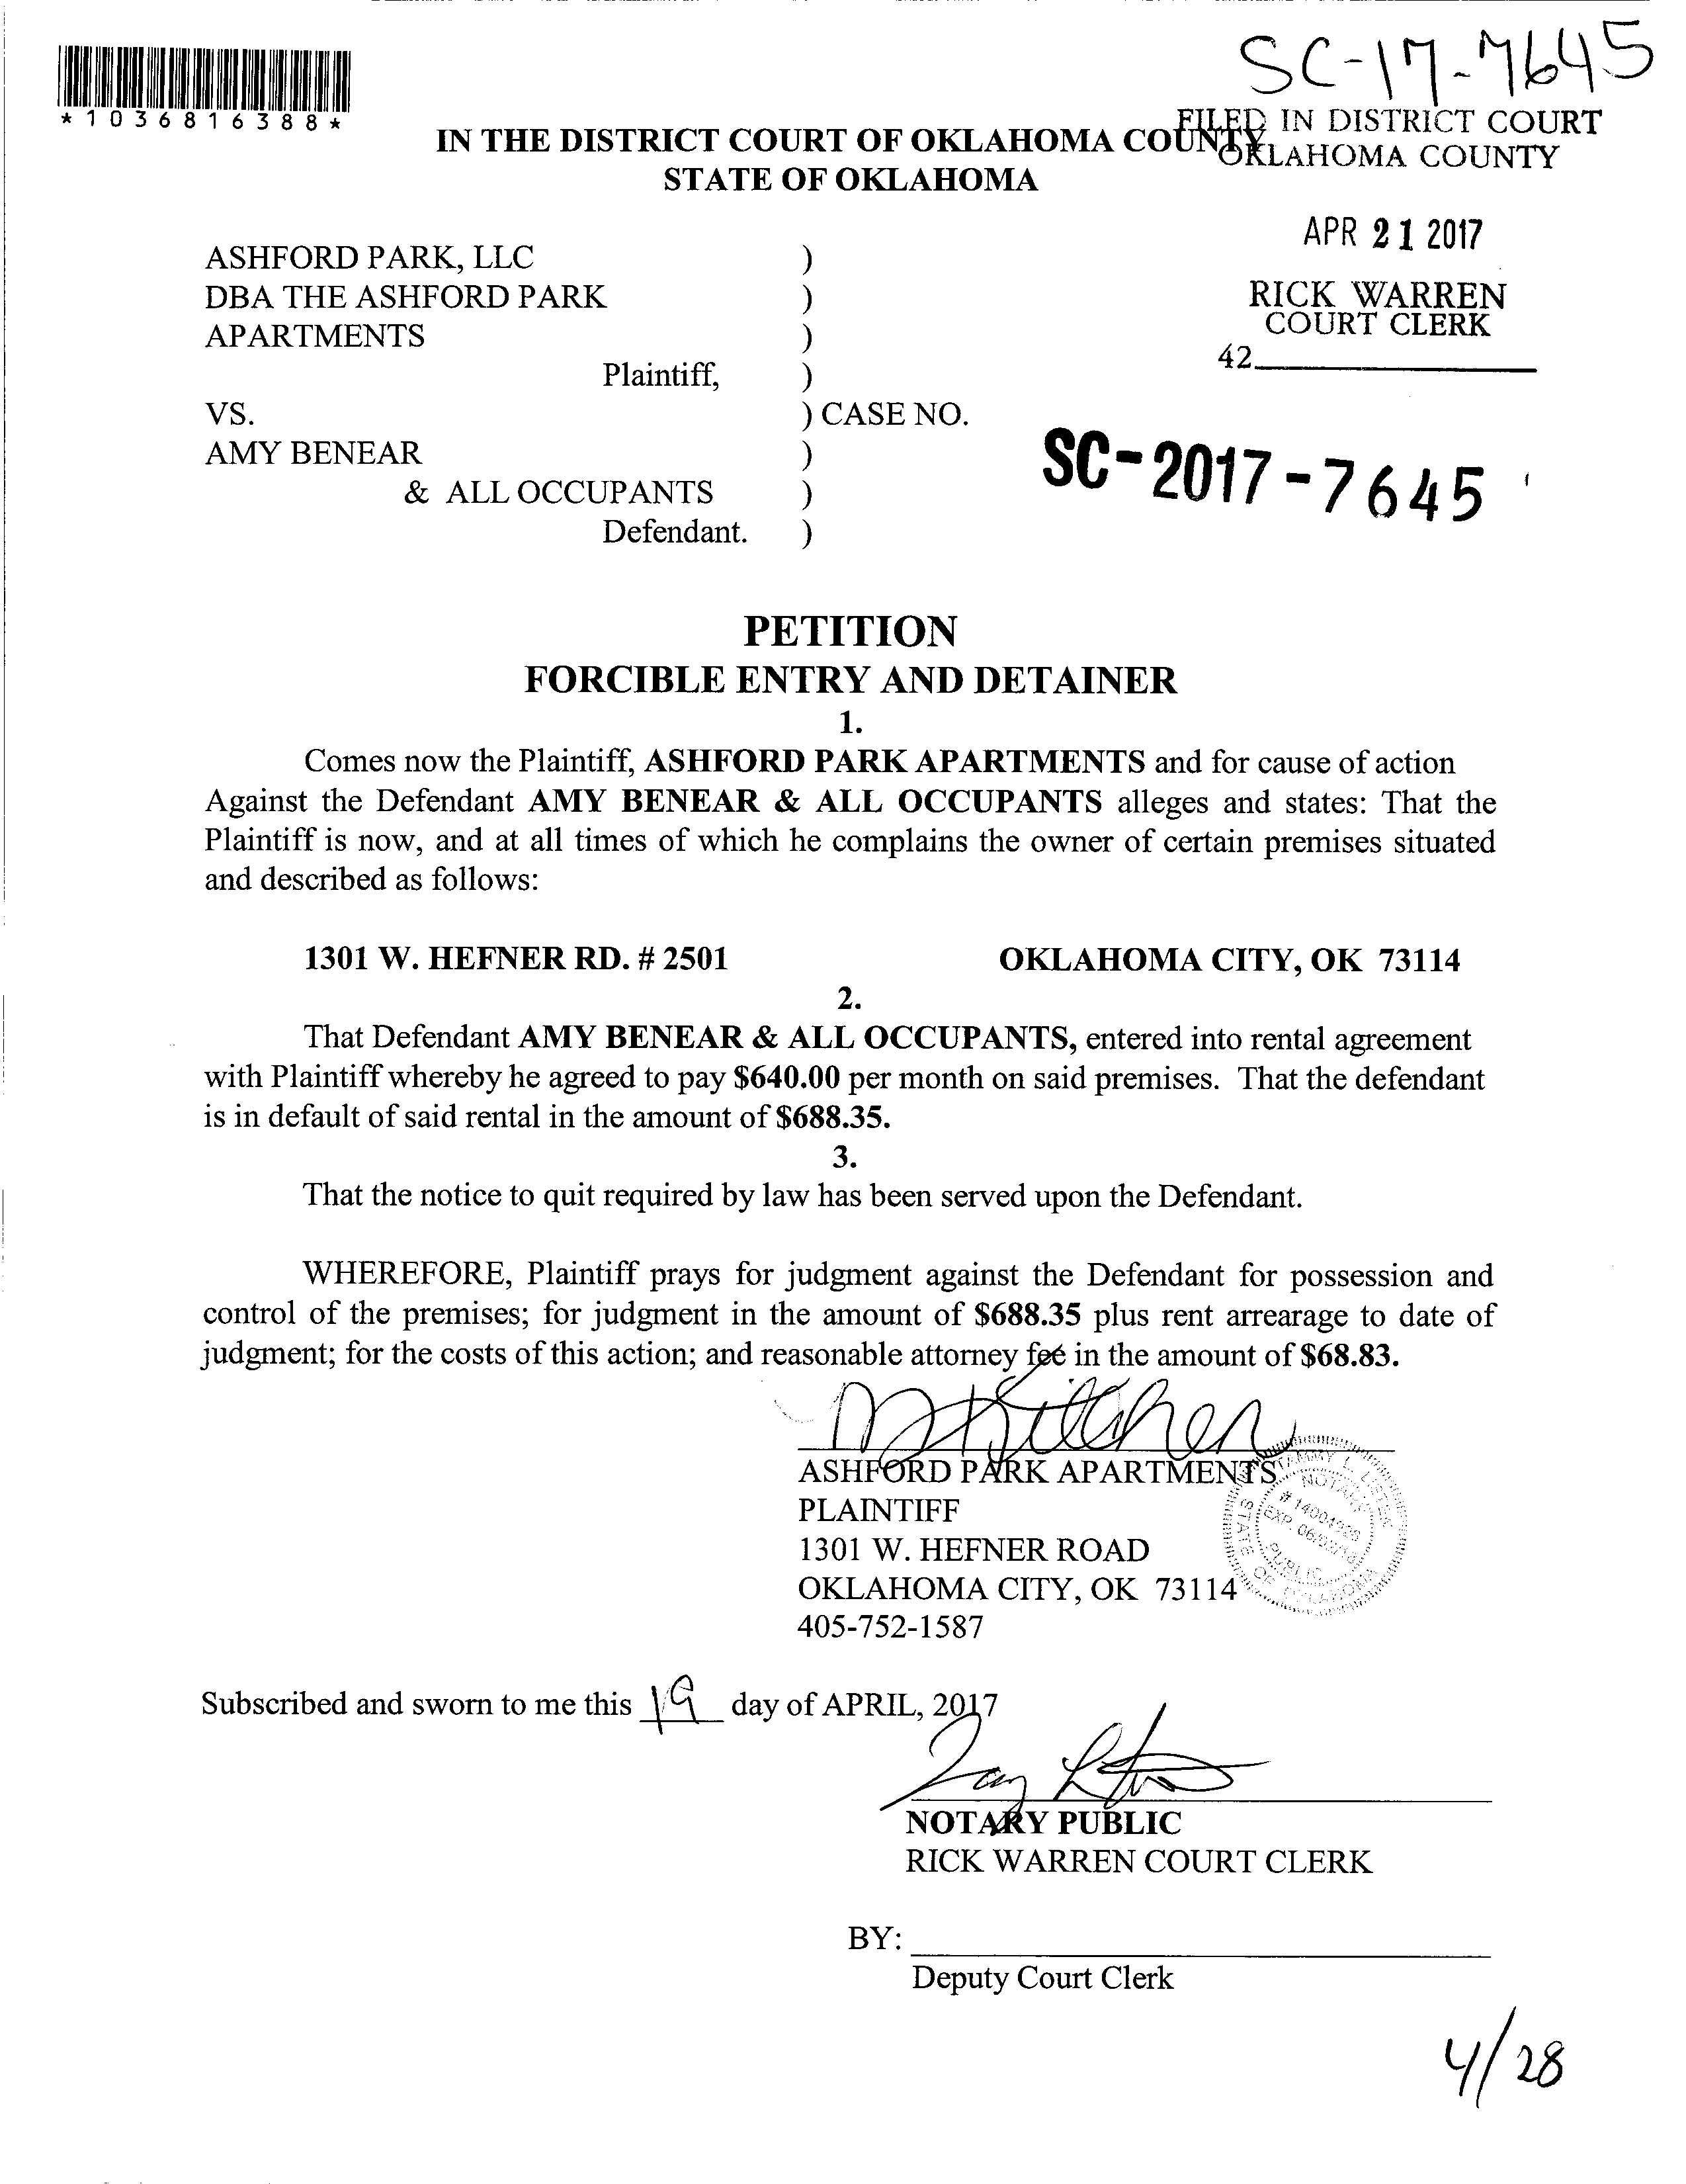 SC-17-7645
*1036816388*
FILED IN DISTRICT COURT
OKLAHOMA COUNTY
IN THE DISTRICT COURT OF OKLAHOMA COUNTY
STATE OF OKLAHOMA
APR 21 2017
RICK WARREN
COURT CLERK
42
ASHFORD PARK, LLC )
DBA THE ASHFORD PARK )
APARTMENTS )
Plaintiff, )
VS. ) CASE NO.
AMY BENEAR )
& ALL OCCUPANTS )
Defendant. )
SC-2017-7645
PETITION
FORCIBLE ENTRY AND DETAINER
1.
Comes now the Plaintiff, ASHFORD PARK APARTMENTS and for cause of action
Against the Defendant AMY BENEAR & ALL OCCUPANTS alleges and states: That the
Plaintiff is now, and at all times of which he complains the owner of certain premises situated
and described as follows:
1301 W. HEFNER RD. # 2501 OKLAHOMA CITY, OK 73114
2.
That Defendant AMY BENEAR & ALL OCCUPANTS, entered into rental agreement
with Plaintiff whereby he agreed to pay $640.00 per month on said premises. That the defendant
is in default of said rental in the amount of $688.35.
3.
That the notice to quit required by law has been served upon the Defendant.
WHEREFORE, Plaintiff prays for judgment against the Defendant for possession and
control of the premises; for judgment in the amount of $688.35 plus rent arrearage to date of
judgment; for the costs of this action; and reasonable attorney fee in the amount of $68.83.
ASHFORD PARK APARTMENTS
PLAINTIFF
1301 W. HEFNER ROAD
OKLAHOMA CITY, OK 73114
405-752-1587
NOTARY
PUBLIC
STATE OF OKLAHOMA
Subscribed and sworn to me this 19 day of APRIL, 2017
NOTARY PUBLIC
RICK WARREN COURT CLERK
BY:
Deputy Court Clerk
4/28